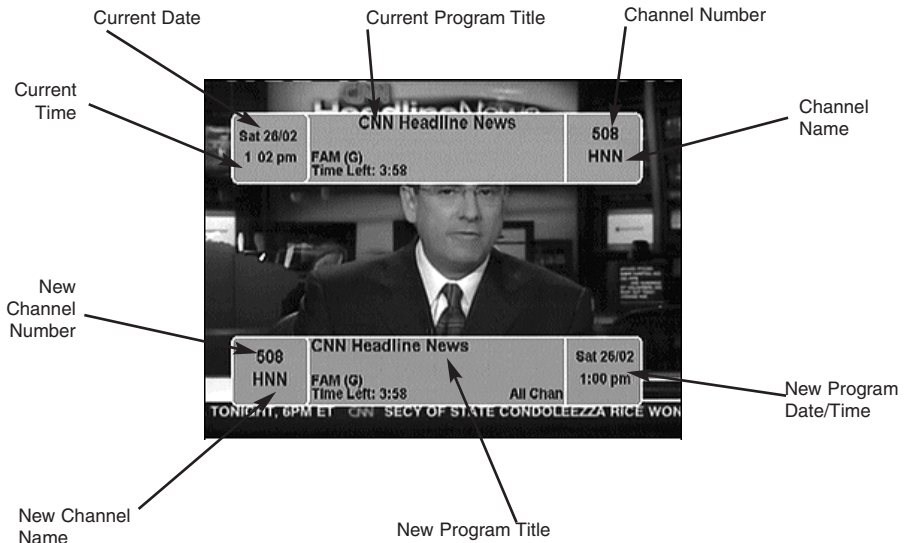 Current Date
Current Program Title
Channel Number
Current
Time
Channel
Name
Headline News
CNN Headline News
Sat 26/02
1 02 pm
FAM (G)
Time Left: 3:58
508
HNN
New
Channel
Number
508
HNN
CNN Headline News
FAM (G)
Time Left: 3:58
All Chan
Sat 26/02
1:00 pm
TONIGHT, 6PM ET CNN SECY OF STATE CONDOLEEZZA RICE WON
New Program
Date/Time
New Channel
Name
New Program Title